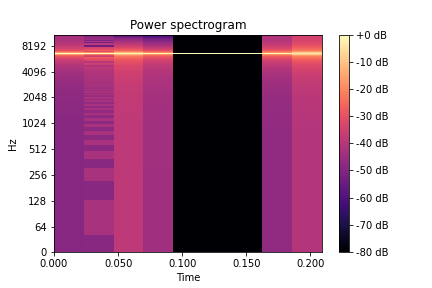 Power spectrogram
8192
4096
2048
1024
512
256
128
64
0
Hz
0.000 0.050 0.100 0.150 0.200
Time
+0 dB
-10 dB
-20 dB
-30 dB
-40 dB
-50 dB
-60 dB
-70 dB
-80 dB